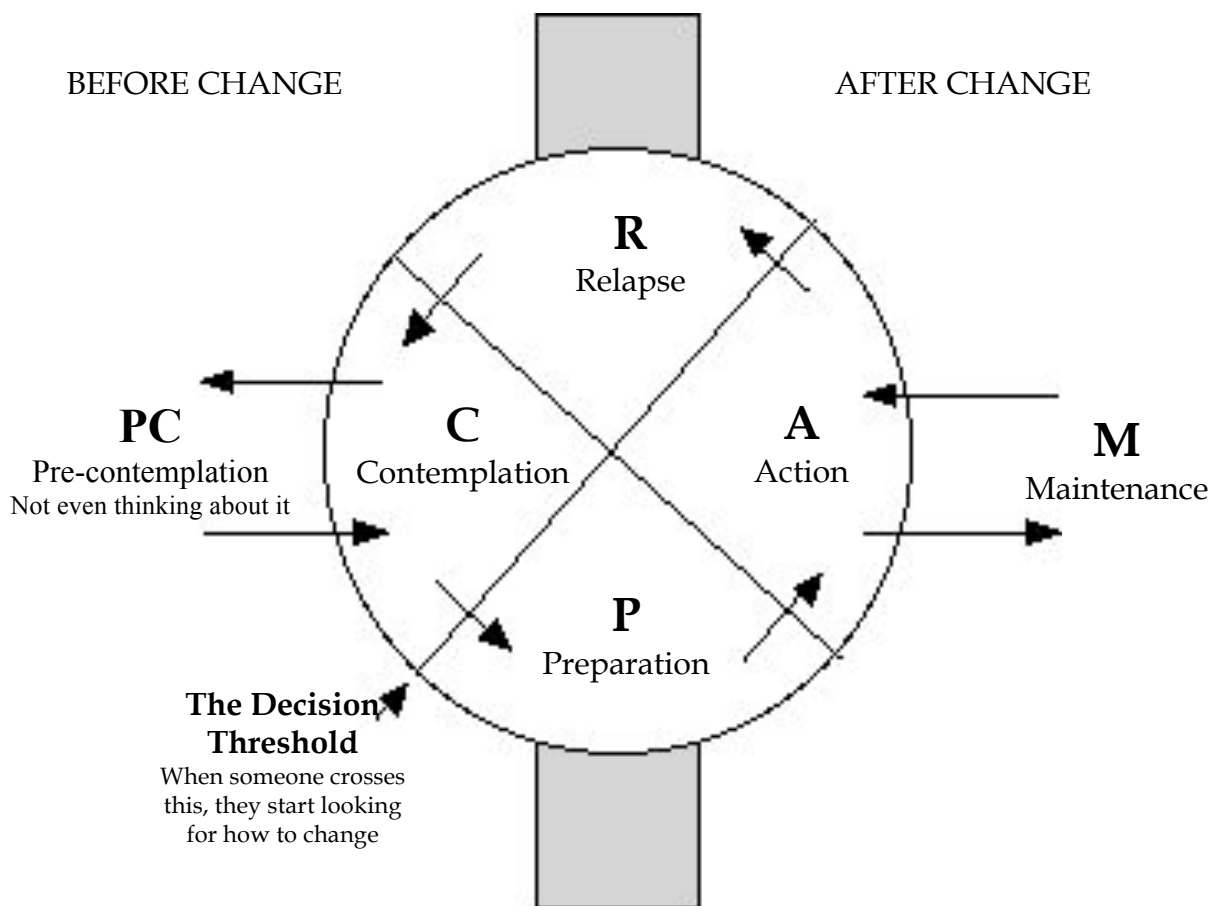 BEFORE CHANGE
AFTER CHANGE
R
Relapse
PC
Pre-contemplation
Not even thinking about it
C
Contemplation
A
Action
M
Maintenance
P
Preparation
The Decision
Threshold
When someone crosses
this, they start looking
for how to change